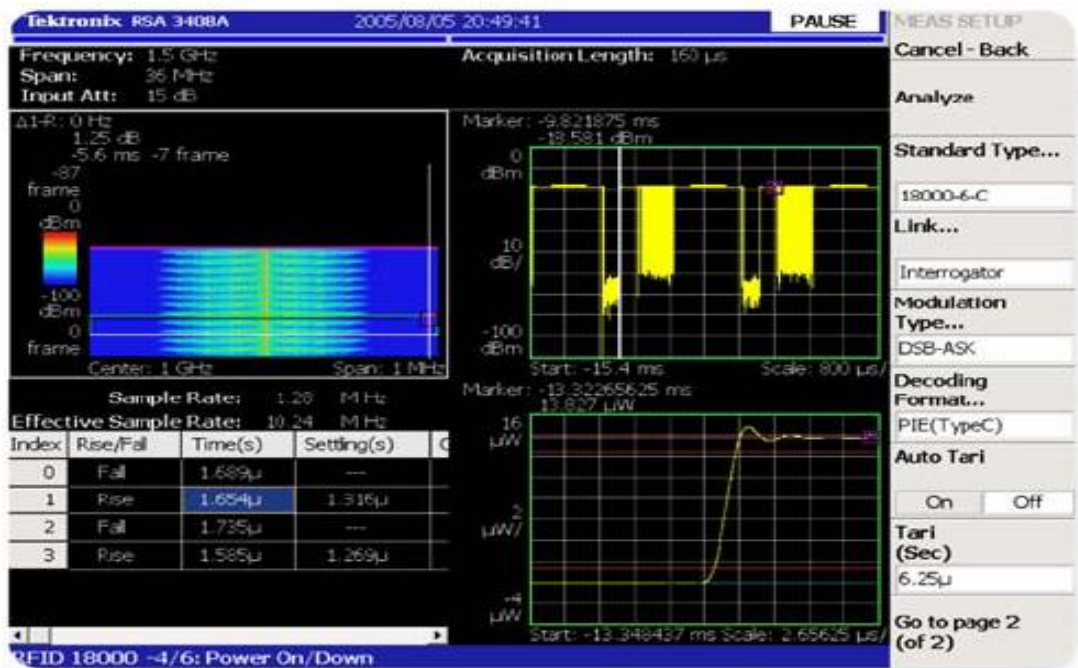 Tektronix RSA 3408A 2005/08/05 20:49:41 PAUSE
Frequency: 1.5 GHz
Span: 36 MHz
Input Att: 15 dB
Acquisition Length: 160 µs
Δ1-R: 0 Hz
1.25 dB
-5.6 ms -7 frame
-87
frame
0
dBm
-100
dBm
0
frame
Center: 1 GHz Span: 1 MHz
Marker: -9.821875 ms
-18.581 dBm
0
dBm
10
dB/
-100
dBm
Start: -15.4 ms Scale: 800 µs/
Sample Rate: 1.28 MHz
Effective Sample Rate: 10.24 MHz
Index Rise/Fall Time(s) Settling(s)
0 Fall 1.689µ ---
1 Rise 1.654µ 1.316µ
2 Fall 1.735µ ---
3 Rise 1.585µ 1.269µ
Marker: -13.32265625 ms
13.827 µW
16
µW
2
µW/
-4
µW
Start: -13.348437 ms Scale: 2.65625 µs/
RFID 18000 -4/6: Power On/Down
MEAS SETUP
Cancel - Back
Analyze
Standard Type...
18000-6-C
Link...
Interrogator
Modulation
Type...
DSB-ASK
Decoding
Format...
PIE(TypeC)
Auto Tari
On Off
Tari
(Sec)
6.25µ
Go to page 2
(of 2)